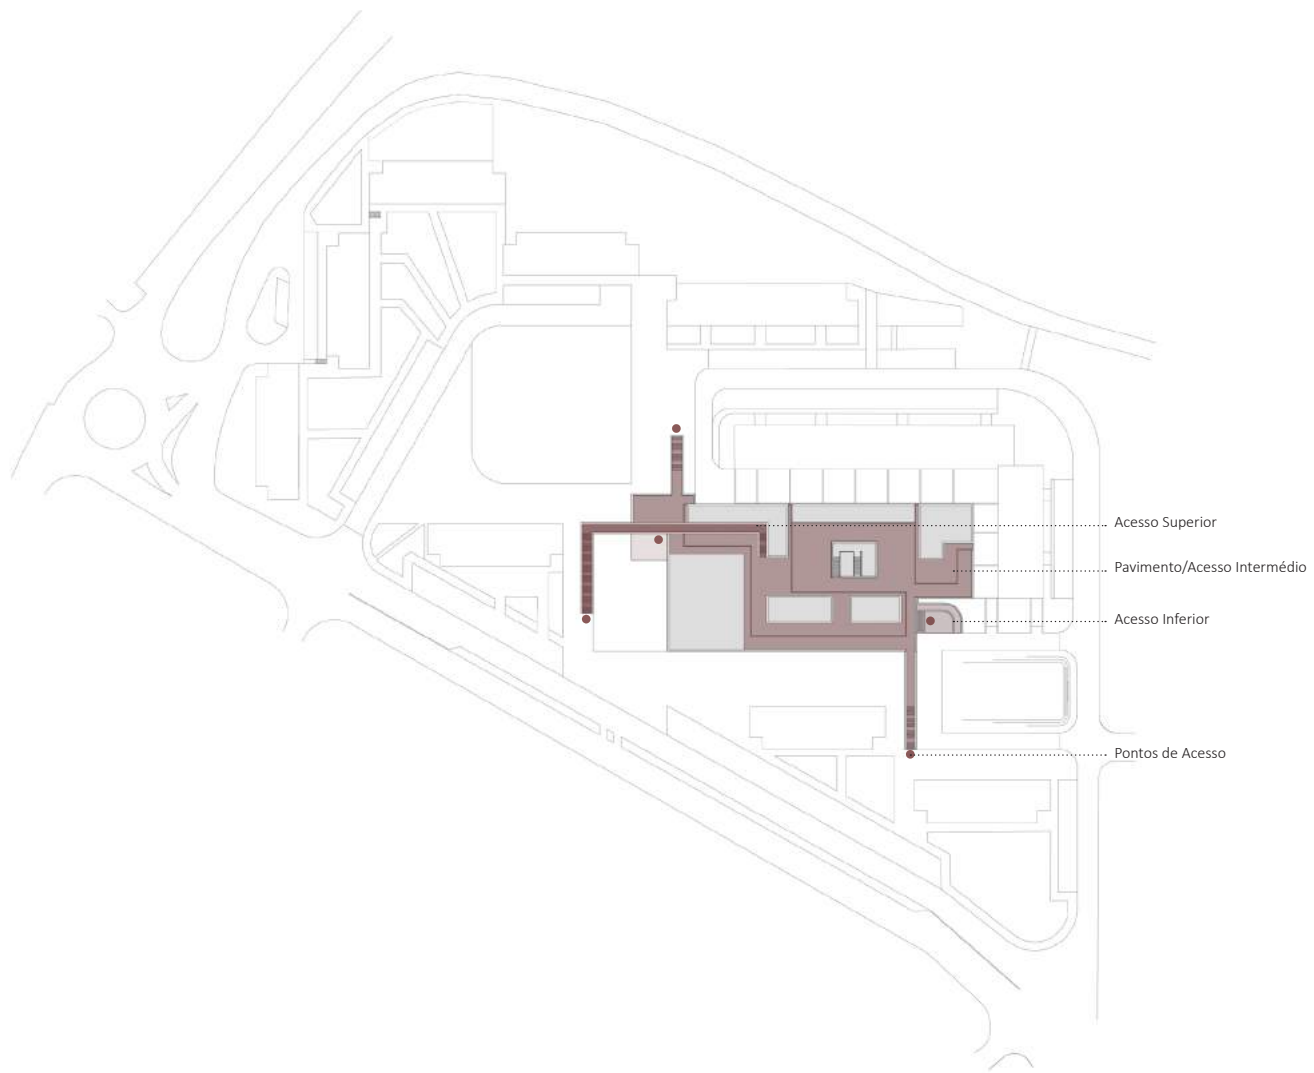 Acesso Superior
Pavimento/Acesso Intermédio
Acesso Inferior
Pontos de Acesso